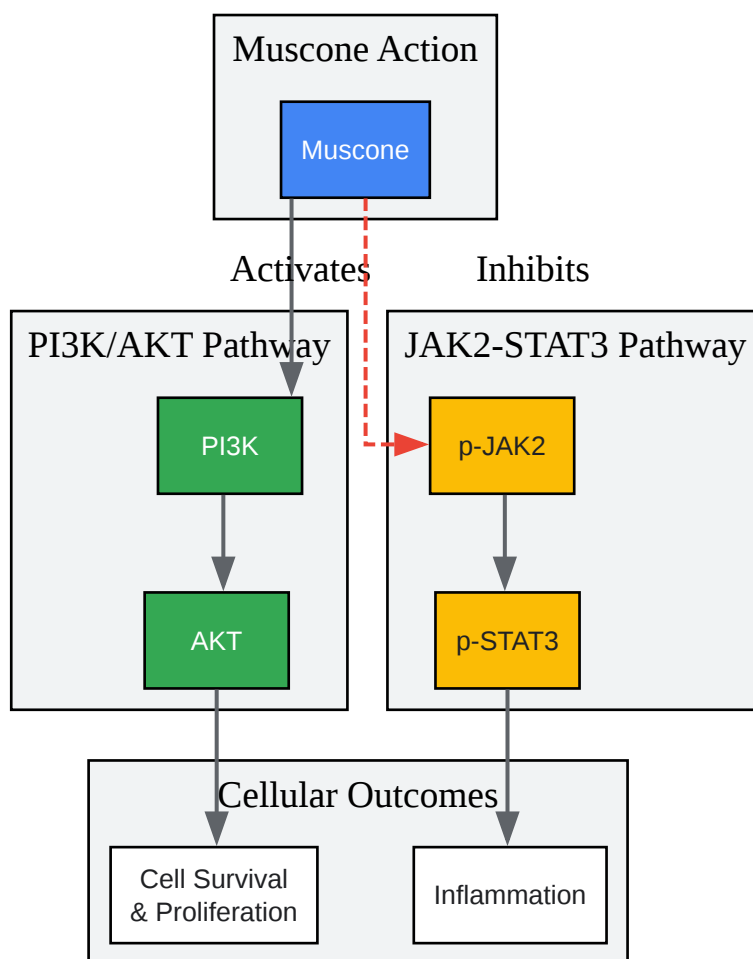 Muscone Action
Muscone
Activates
Inhibits
PI3K/AKT Pathway
JAK2-STAT3 Pathway
PI3K
p-JAK2
AKT
p-STAT3
Cellular Outcomes
Cell Survival
& Proliferation
Inflammation